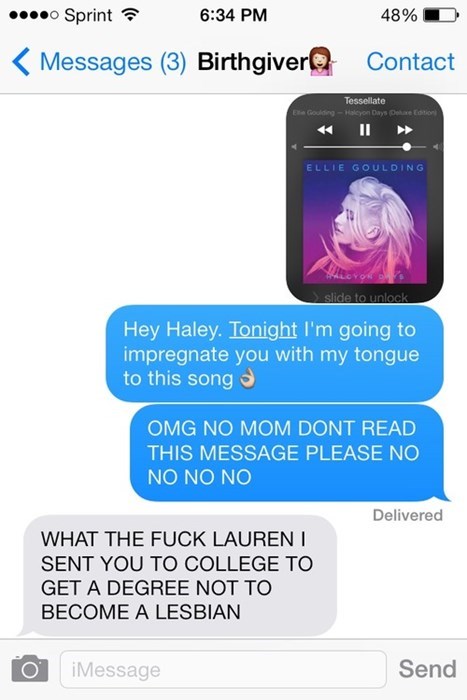 Sprint 6:34 PM 48%
Messages (3) Birthgiver💁 Contact
Tessellate
Ellie Goulding — Halcyon Days (Deluxe Edition)
ELLIE GOULDING
HALCYON DAYS
slide to unlock
Hey Haley. Tonight I'm going to
impregnate you with my tongue
to this song 👌🏼
OMG NO MOM DONT READ
THIS MESSAGE PLEASE NO
NO NO NO
Delivered
WHAT THE FUCK LAUREN I
SENT YOU TO COLLEGE TO
GET A DEGREE NOT TO
BECOME A LESBIAN
iMessage
Send